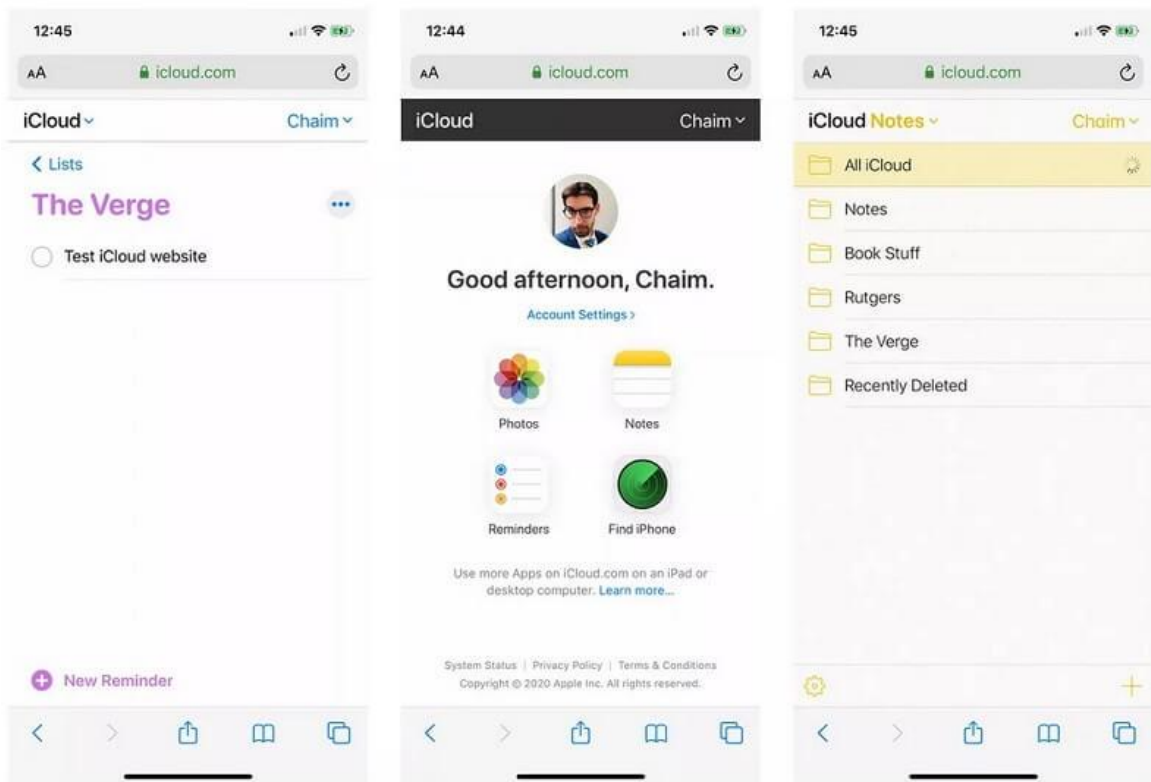 12:45
AA icloud.com
iCloud Chaim
Lists
The Verge
Test iCloud website
New Reminder
12:44
AA icloud.com
iCloud Chaim
Good afternoon, Chaim.
Account Settings >
Photos Notes
Reminders Find iPhone
Use more Apps on iCloud.com on an iPad or
desktop computer. Learn more...
System Status | Privacy Policy | Terms & Conditions
Copyright © 2020 Apple Inc. All rights reserved.
12:45
AA icloud.com
iCloud Notes Chaim
All iCloud
Notes
Book Stuff
Rutgers
The Verge
Recently Deleted